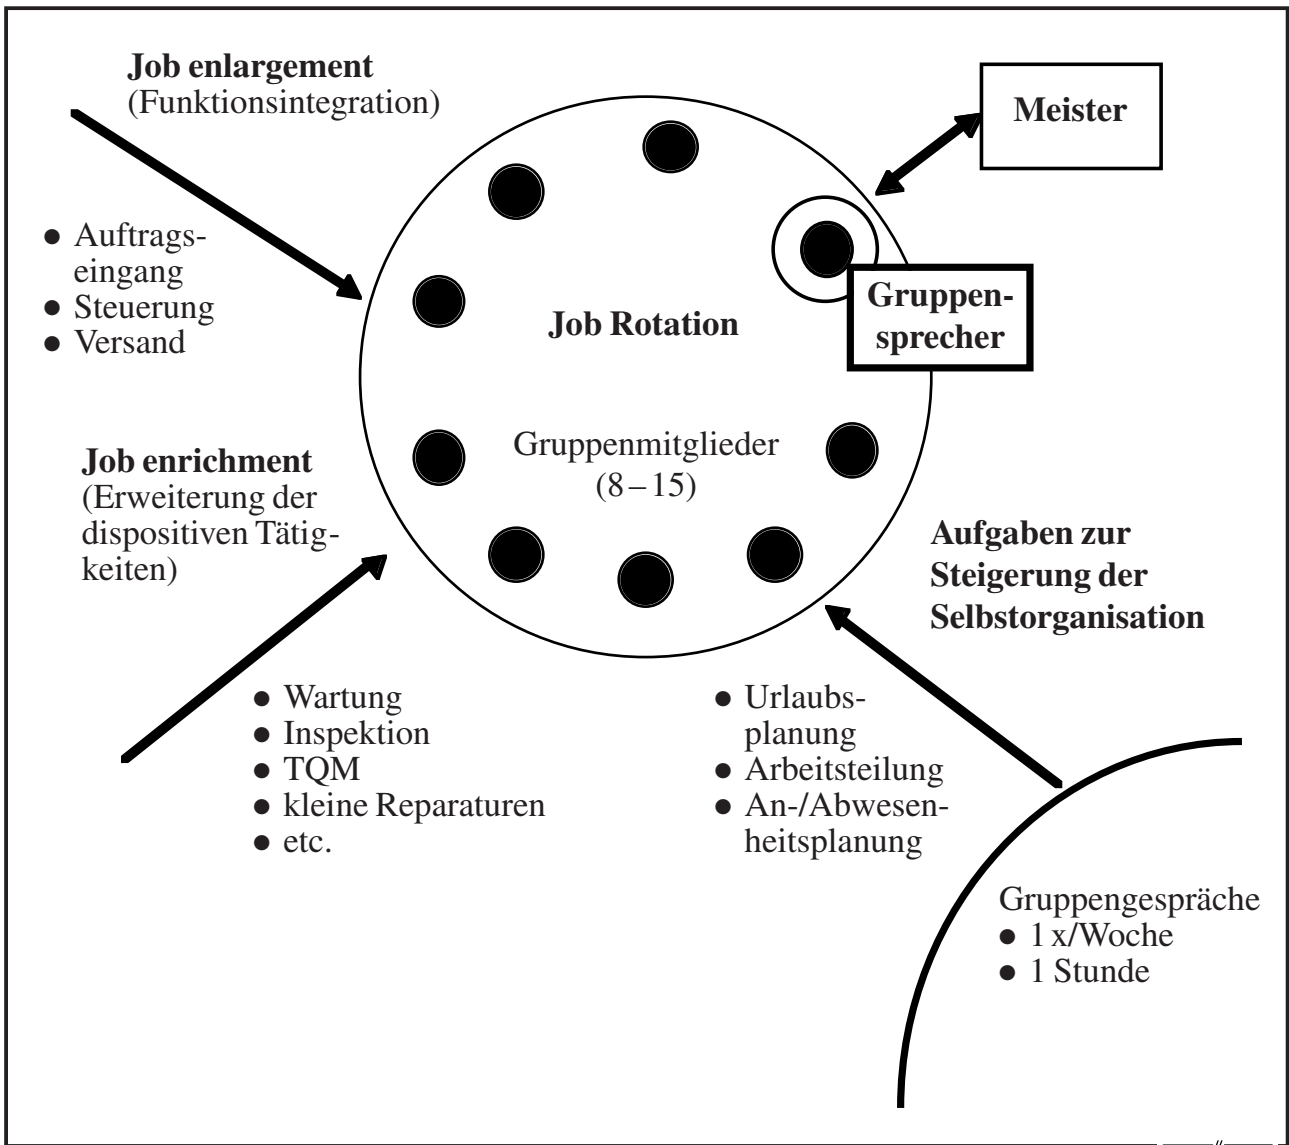 Job enlargement
(Funktionsintegration)
Meister
● Auftrags-
eingang
● Steuerung
● Versand
Gruppen-
sprecher
Job Rotation
Gruppenmitglieder
(8–15)
Job enrichment
(Erweiterung der
dispositiven Tätig-
keiten)
Aufgaben zur
Steigerung der
Selbstorganisation
● Wartung
● Inspektion
● TQM
● kleine Reparaturen
● etc.
● Urlaubs-
planung
● Arbeitsteilung
● An-/Abwesen-
heitsplanung
Gruppengespräche
● 1 x/Woche
● 1 Stunde